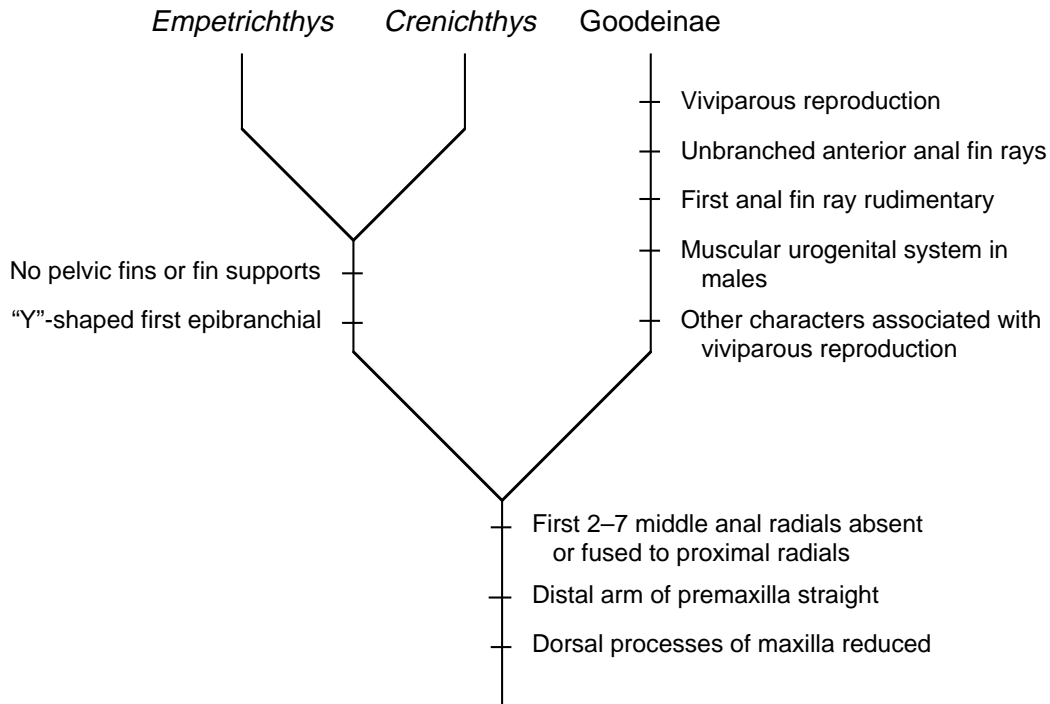 Empetrichthys Crenichthys Goodeinae
Viviparous reproduction
Unbranched anterior anal fin rays
First anal fin ray rudimentary
Muscular urogenital system in
males
Other characters associated with
viviparous reproduction
No pelvic fins or fin supports
“Y”-shaped first epibranchial
First 2–7 middle anal radials absent
or fused to proximal radials
Distal arm of premaxilla straight
Dorsal processes of maxilla reduced